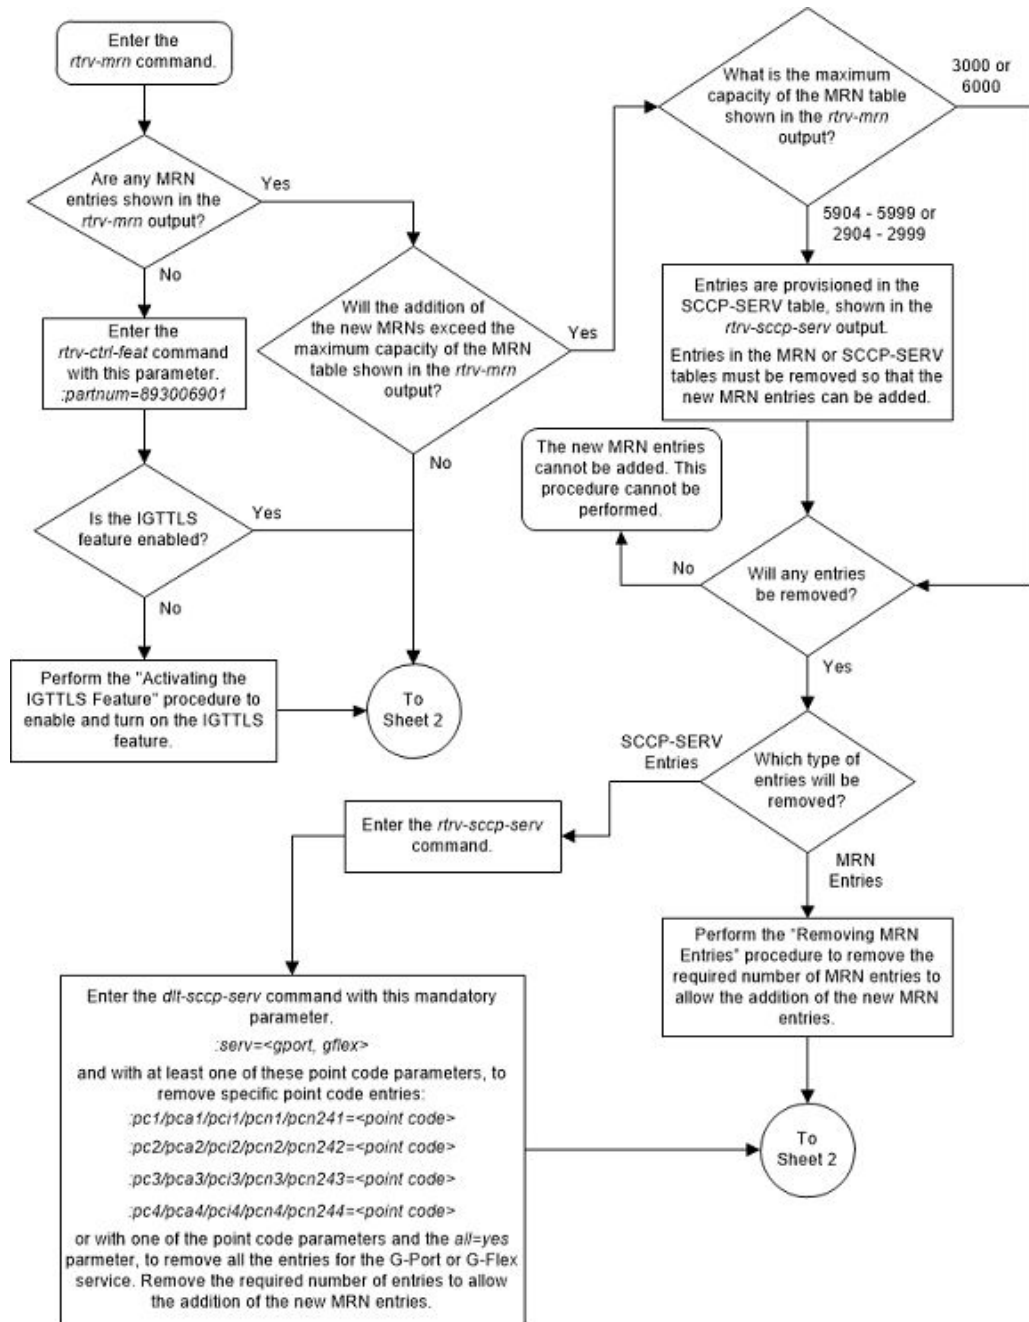 Enter the
rtrv-mrn command.
Are any MRN
entries shown in the
rtrv-mrn output?
Yes
No
Enter the
rtrv-ctrl-feat command
with this parameter.
:partnum=893006901
Is the IGTTLS
feature enabled?
Yes
No
Perform the "Activating the
IGTTLS Feature" procedure to
enable and turn on the IGTTLS
feature.
Will the addition of
the new MRNs exceed the
maximum capacity of the MRN
table shown in the rtrv-mrn
output?
Yes
No
To
Sheet 2
What is the maximum
capacity of the MRN table
shown in the rtrv-mrn
output?
3000 or
6000
5904 - 5999 or
2904 - 2999
Entries are provisioned in the
SCCP-SERV table, shown in the
rtrv-sccp-serv output.
Entries in the MRN or SCCP-SERV
tables must be removed so that the
new MRN entries can be added.
The new MRN entries
cannot be added. This
procedure cannot be
performed.
Will any entries
be removed?
No
Yes
Which type of
entries will be
removed?
SCCP-SERV
Entries
MRN
Entries
Enter the rtrv-sccp-serv
command.
Perform the "Removing MRN
Entries" procedure to remove the
required number of MRN entries to
allow the addition of the new MRN
entries.
Enter the dlt-sccp-serv command with this mandatory
parameter.
:serv=<gport, gflex>
and with at least one of these point code parameters, to
remove specific point code entries:
:pc1/pca1/pci1/pcn1/pcn241=<point code>
:pc2/pca2/pci2/pcn2/pcn242=<point code>
:pc3/pca3/pci3/pcn3/pcn243=<point code>
:pc4/pca4/pci4/pcn4/pcn244=<point code>
or with one of the point code parameters and the all=yes
parmeter, to remove all the entries for the G-Port or G-Flex
service. Remove the required number of entries to allow
the addition of the new MRN entries.
To
Sheet 2